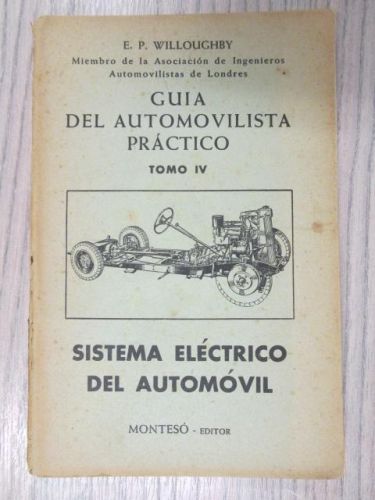 E. P. WILLOUGHBY
Miembro de la Asociación de Ingenieros
Automovilistas de Londres
GUIA
DEL AUTOMOVILISTA
PRÁCTICO
TOMO IV
SISTEMA ELÉCTRICO
DEL AUTOMÓVIL
MONTESÓ - EDITOR